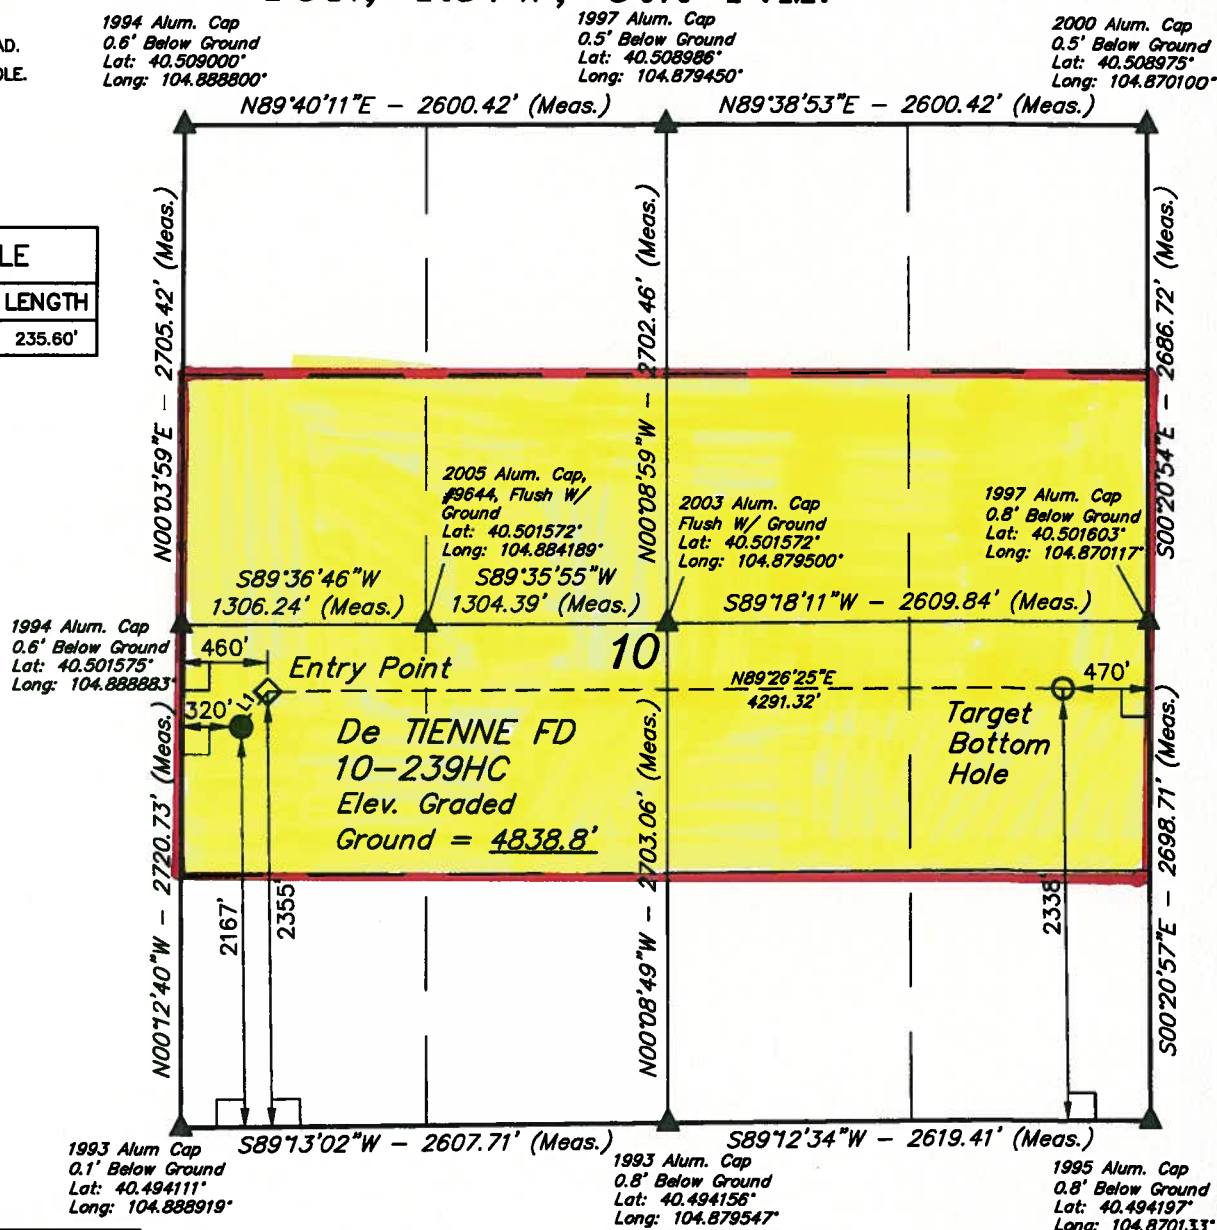 1994 Alum. Cap
0.6' Below Ground
Lat: 40.509000°
Long: 104.888800°
1997 Alum. Cap
0.5' Below Ground
Lat: 40.508986°
Long: 104.879450°
2000 Alum. Cap
0.5' Below Ground
Lat: 40.508975°
Long: 104.870100°
N89°40'11"E - 2600.42' (Meas.)
N89°38'53"E - 2600.42' (Meas.)
LENGTH
235.60'
N00°03'59"E - 2705.42' (Meas.)
N00°08'59"W - 2702.46' (Meas.)
S00°20'54"E - 2686.72' (Meas.)
2005 Alum. Cap,
#9644, Flush W/
Ground
Lat: 40.501572°
Long: 104.884189°
2003 Alum. Cap
Flush W/ Ground
Lat: 40.501572°
Long: 104.879500°
1997 Alum. Cap
0.8' Below Ground
Lat: 40.501603°
Long: 104.870117°
S89°36'46"W
1306.24' (Meas.)
S89°35'55"W
1304.39' (Meas.)
S89°18'11"W - 2609.84' (Meas.)
1994 Alum. Cap
0.6' Below Ground
Lat: 40.501575°
Long: 104.888883°
460'
Entry Point
10
N89°26'25"E
4291.32'
470'
320'
L1
De TIENNE FD
10-239HC
Elev. Graded
Ground = 4838.8'
Target
Bottom
Hole
N00°12'40"W - 2720.73' (Meas.)
2167'
2355'
N00°08'49"W - 2703.06' (Meas.)
2338'
S00°20'57"E - 2698.71' (Meas.)
S89°13'02"W - 2607.71' (Meas.)
S89°12'34"W - 2619.41' (Meas.)
1993 Alum Cap
0.1' Below Ground
Lat: 40.494111°
Long: 104.888919°
1993 Alum. Cap
0.8' Below Ground
Lat: 40.494156°
Long: 104.879547°
1995 Alum. Cap
0.8' Below Ground
Lat: 40.494197°
Long: 104.870133°